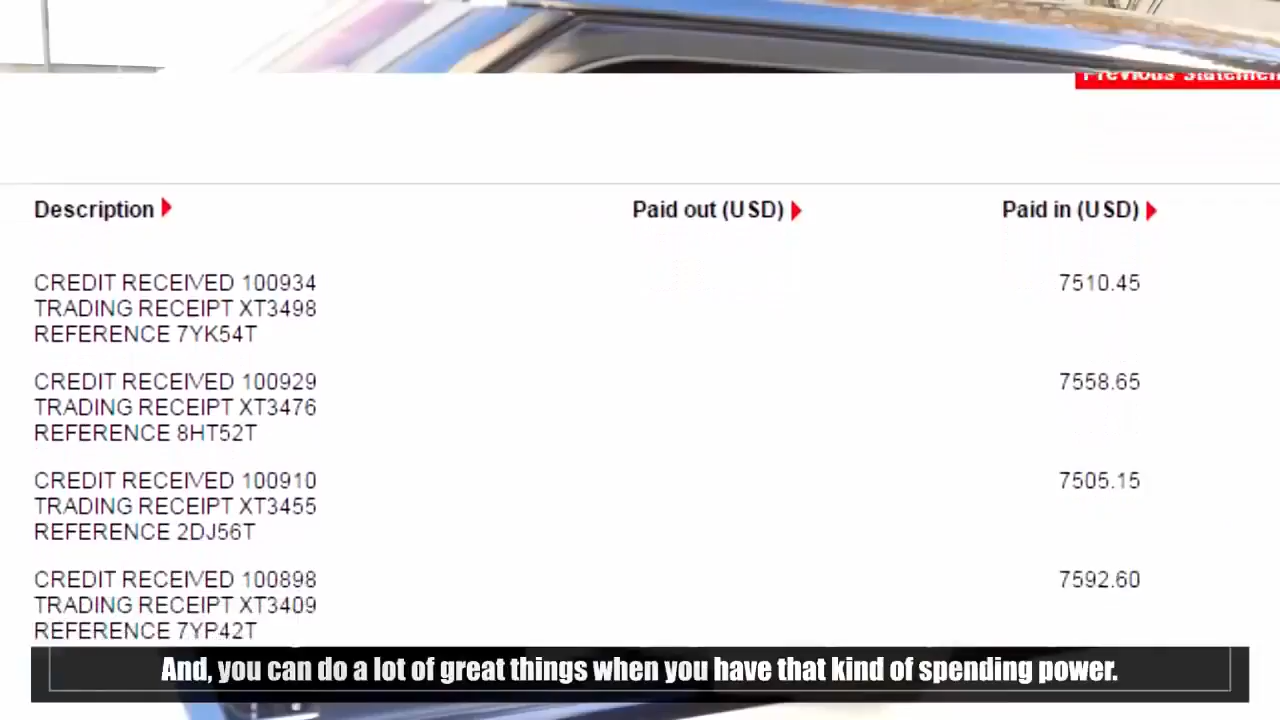 Previous Statemen
Description
Paid out (USD)
Paid in (USD)
CREDIT RECEIVED 100934
7510.45
TRADING RECEIPT XT3498
REFERENCE 7YK54T
CREDIT RECEIVED 100929
7558.65
TRADING RECEIPT XT3476
REFERENCE 8HT52T
CREDIT RECEIVED 100910
7505.15
TRADING RECEIPT XT3455
REFERENCE 2DJ56T
CREDIT RECEIVED 100898
7592.60
TRADING RECEIPT XT3409
REFERENCE 7YP42T
And, you can do a lot of great things when you have that kind of spending power.